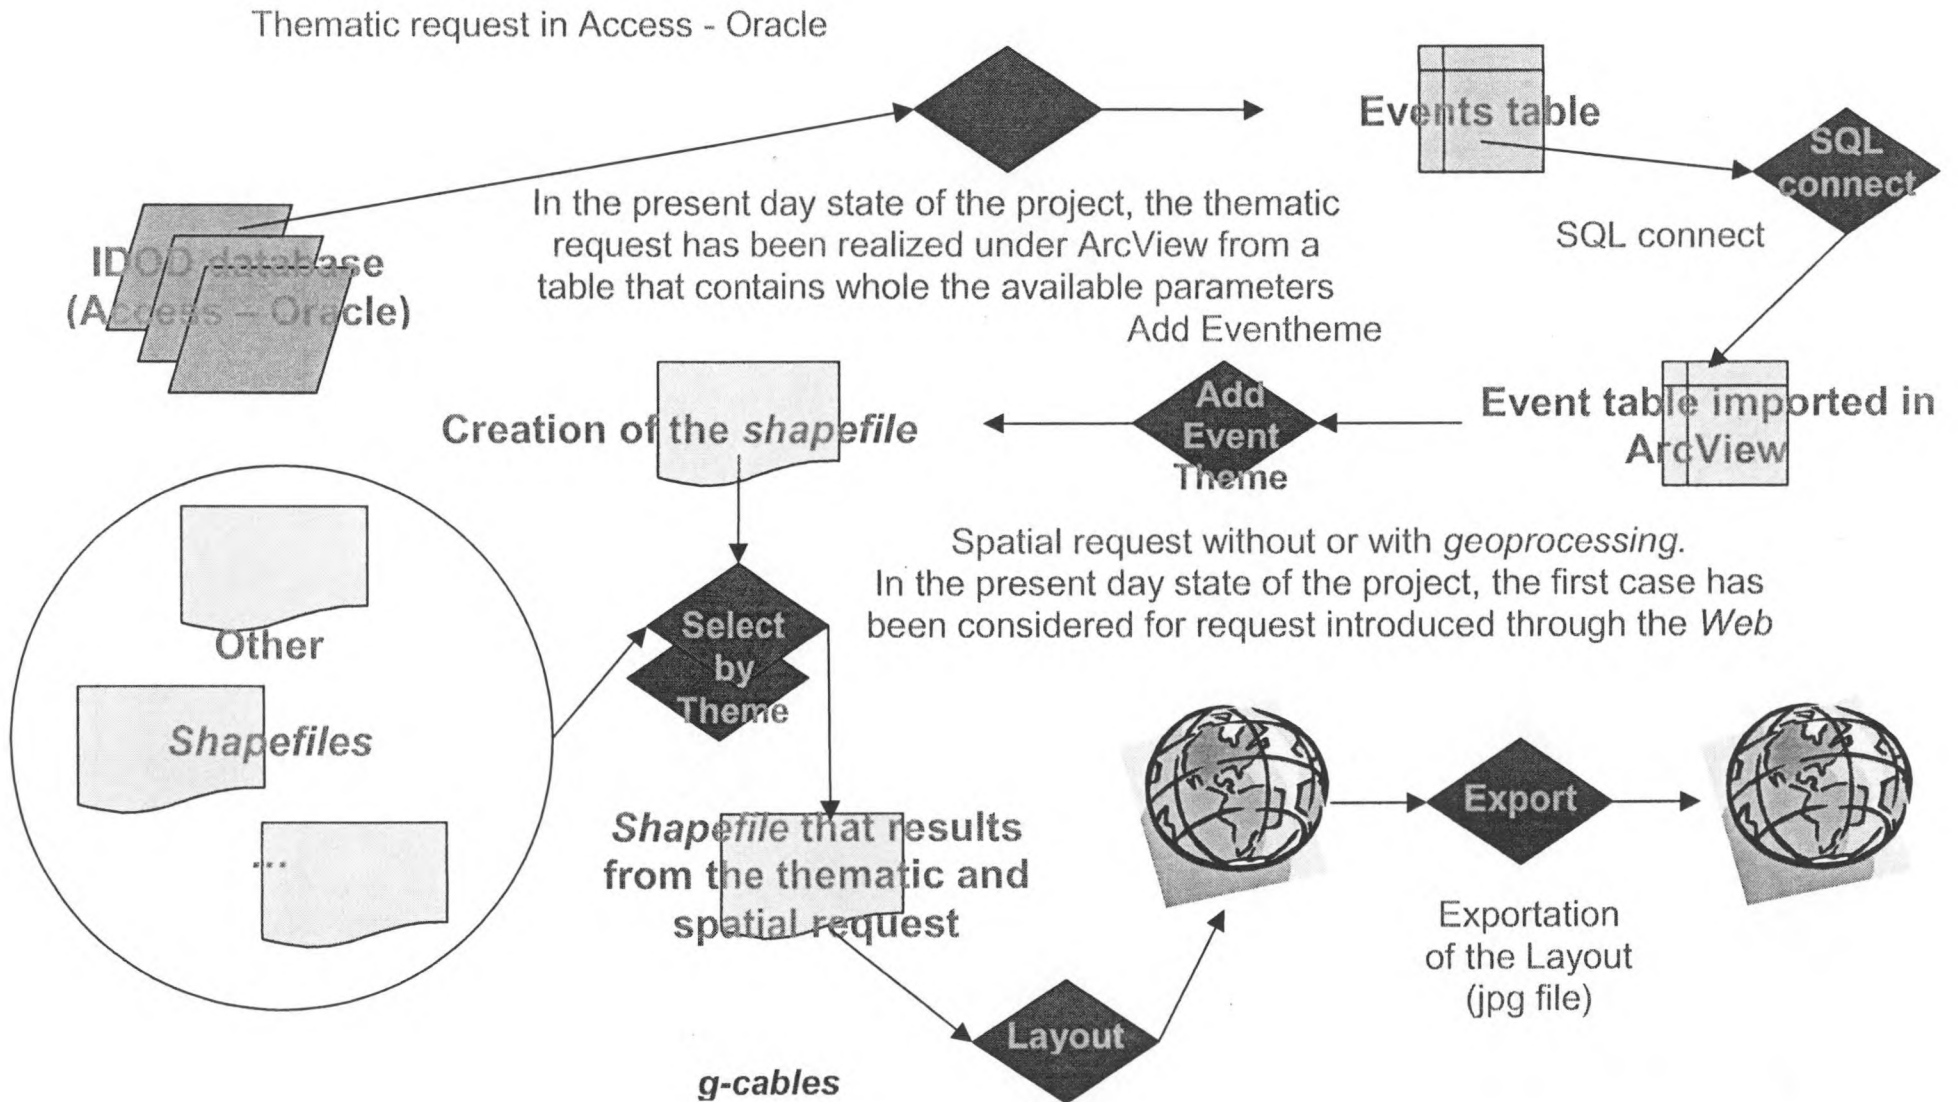 Thematic request in Access - Oracle
Events table
SQL
connect
In the present day state of the project, the thematic
request has been realized under ArcView from a
table that contains whole the available parameters
SQL connect
IDOD database
(Access – Oracle)
Add Eventheme
Creation of the shapefile
Add
Event
Theme
Event table imported in
ArcView
Spatial request without or with geoprocessing.
In the present day state of the project, the first case has
been considered for request introduced through the Web
Other
Shapefiles
...
Select
by
Theme
Shapefile that results
from the thematic and
spatial request
Export
Exportation
of the Layout
(jpg file)
Layout
g-cables